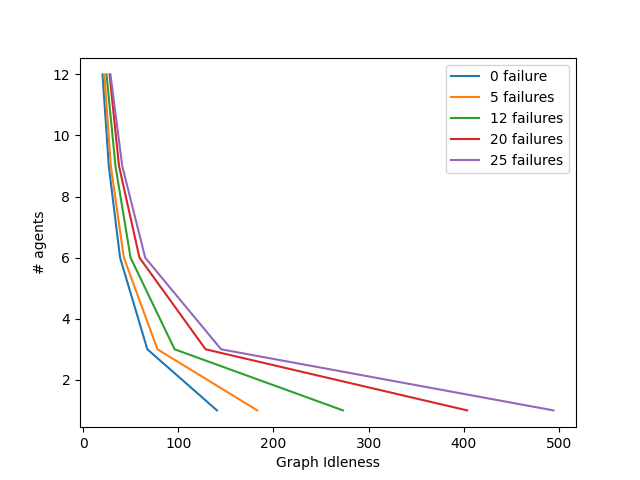 0 failure
5 failures
12 failures
20 failures
25 failures
12
10
8
6
4
2
# agents
0 100 200 300 400 500
Graph Idleness